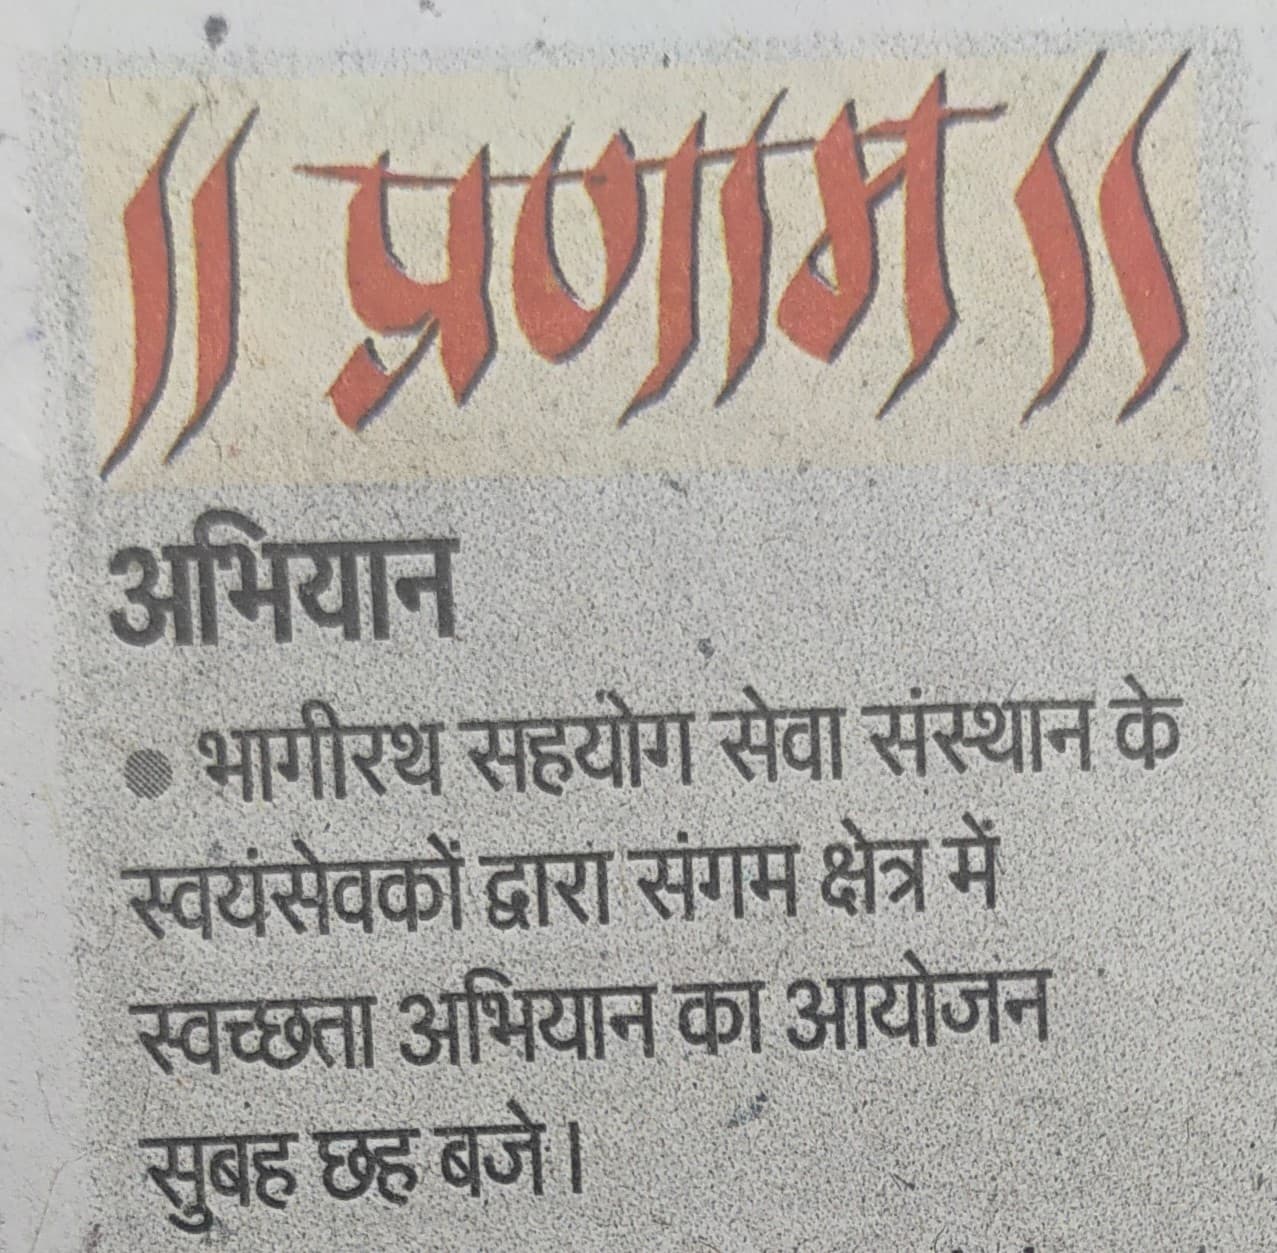 ॥ प्रणाम ॥
अभियान
● भागीरथ सहयोग सेवा संस्थान के
स्वयंसेवकों द्वारा संगम क्षेत्र में
स्वच्छता अभियान का आयोजन
सुबह छह बजे।